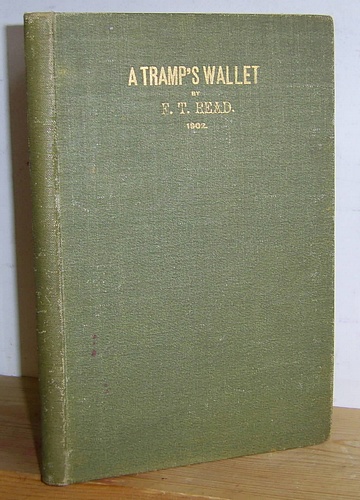 A TRAMP'S WALLET
BY
F. T. READ.
1902.